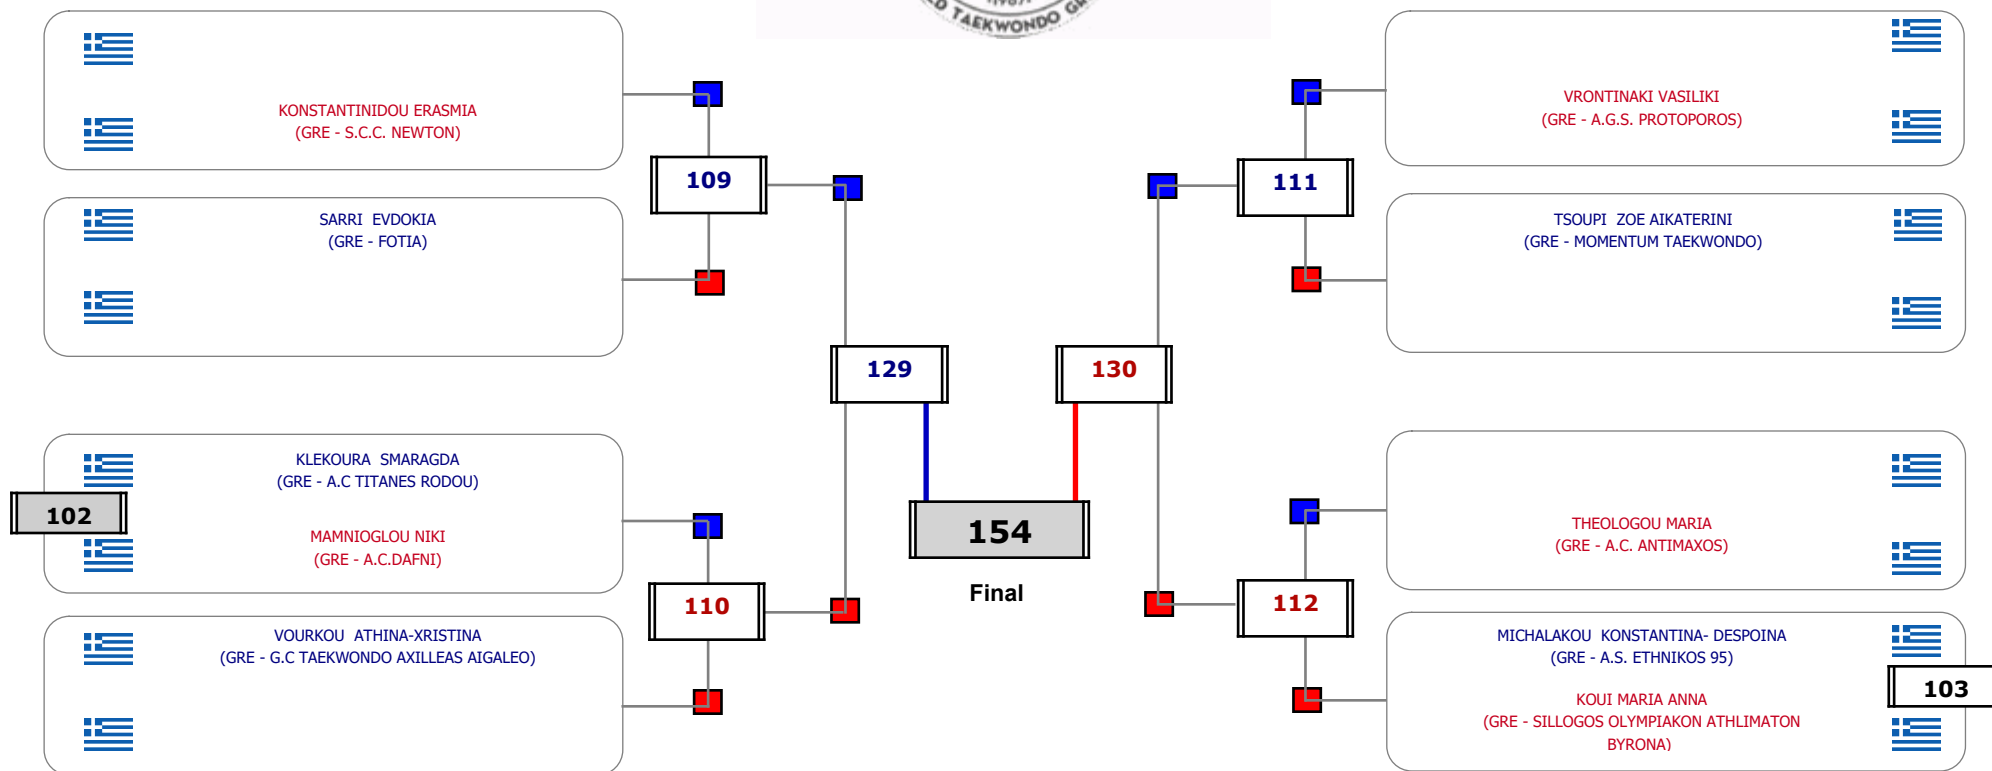 TAEKWONDO
KONSTANTINIDOU ERASMIA
(GRE - S.C.C. NEWTON)
109
SARRI EVDOKIA
(GRE - FOTIA)
129
KLEKOURA SMARAGDA
(GRE - A.C TITANES RODOU)
102
MAMNIOGLOU NIKI
(GRE - A.C.DAFNI)
110
VOURKOU ATHINA-XRISTINA
(GRE - G.C TAEKWONDO AXILLEAS AIGALEO)
154
Final
VRONTINAKI VASILIKI
(GRE - A.G.S. PROTOPOROS)
111
TSOUPI ZOE AIKATERINI
(GRE - MOMENTUM TAEKWONDO)
130
THEOLOGOU MARIA
(GRE - A.C. ANTIMAXOS)
112
MICHALAKOU KONSTANTINA- DESPOINA
(GRE - A.S. ETHNIKOS 95)
103
KOUI MARIA ANNA
(GRE - SILLOGOS OLYMPIAKON ATHLIMATON
BYRONA)